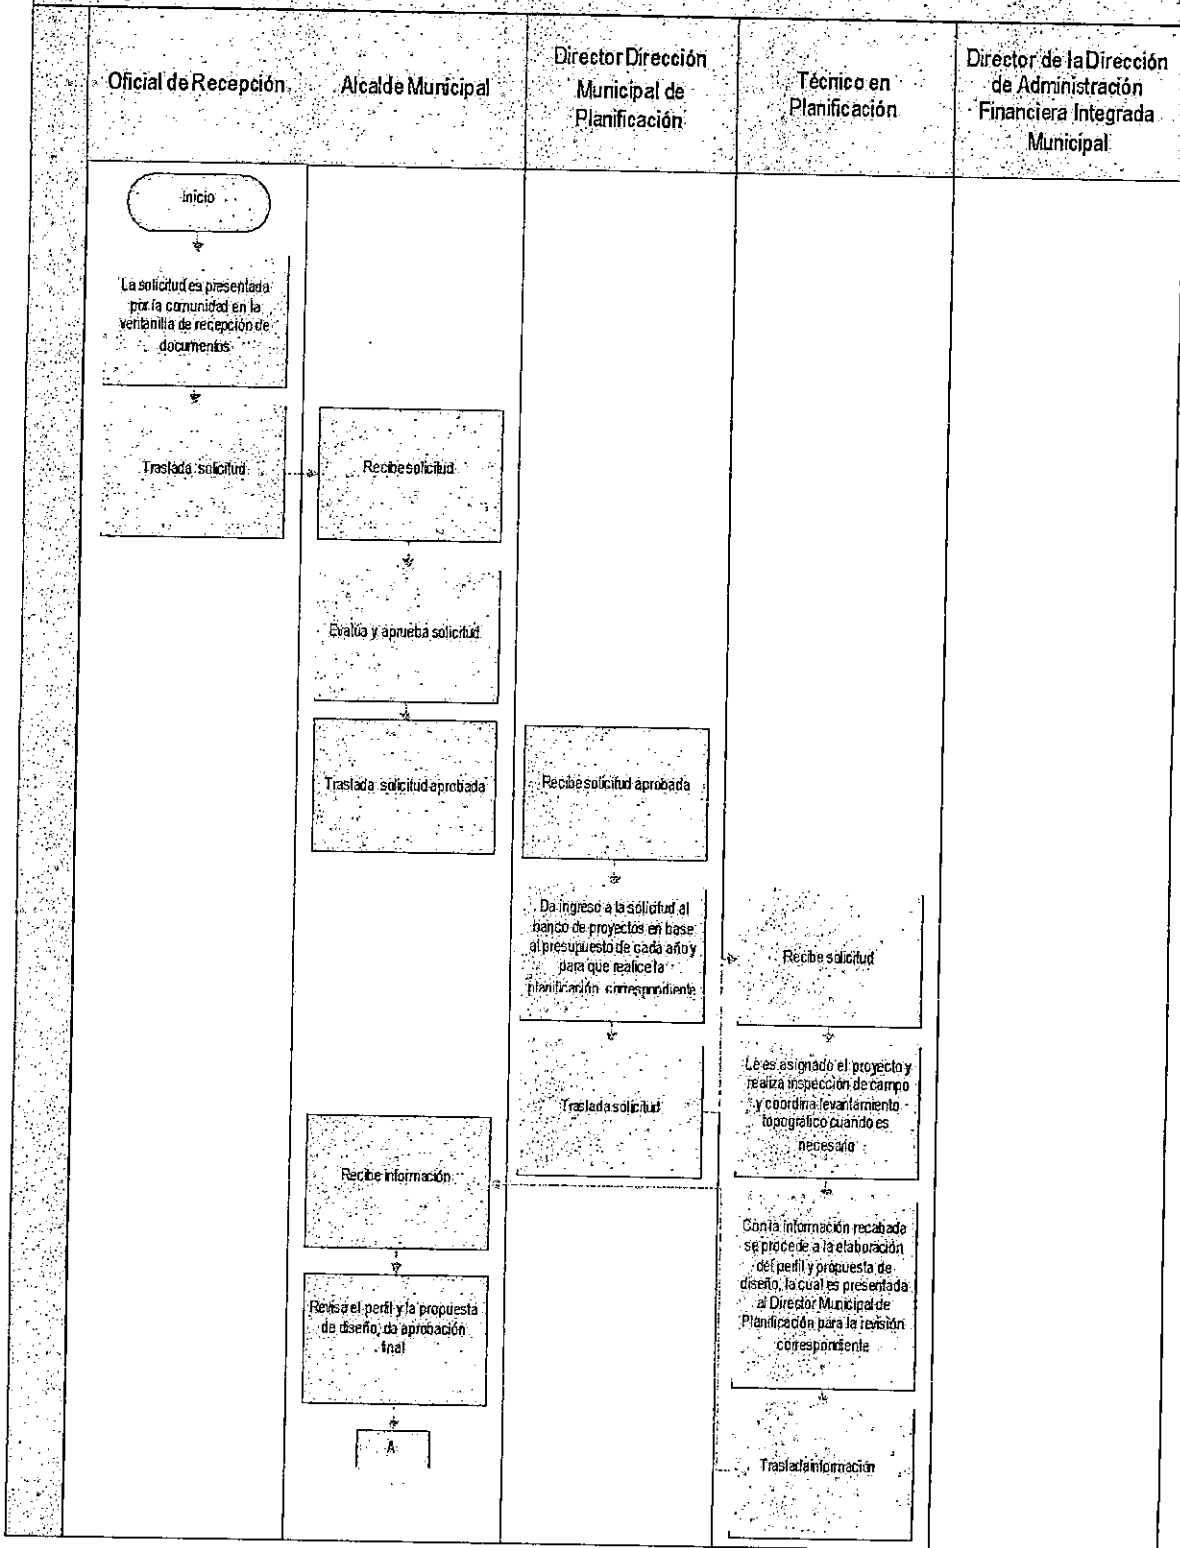 Oficial de Recepción
Alcalde Municipal
Director Dirección
Municipal de
Planificación
Técnico en
Planificación
Director de la Dirección
de Administración
Financiera Integrada
Municipal
Inicio
La solicitud es presentada
por la comunidad en la
ventanilla de recepción de
documentos
Traslada solicitud
Recibe solicitud
Evalúa y aprueba solicitud
Traslada solicitud aprobada
Recibe solicitud aprobada
Da ingreso a la solicitud al
banco de proyectos en base
al presupuesto de cada año y
para que realice la
planificación correspondiente
Recibe solicitud
Traslada solicitud
Le es asignado el proyecto y
realiza inspección de campo
y coordina levantamiento
topográfico cuando es
necesario
Recibe información
Con la información recabada
se procede a la elaboración
del perfil y propuesta de
diseño, la cual es presentada
al Director Municipal de
Planificación para la revisión
correspondiente
Revisa el perfil y la propuesta
de diseño, da aprobación
final
A
Traslada información